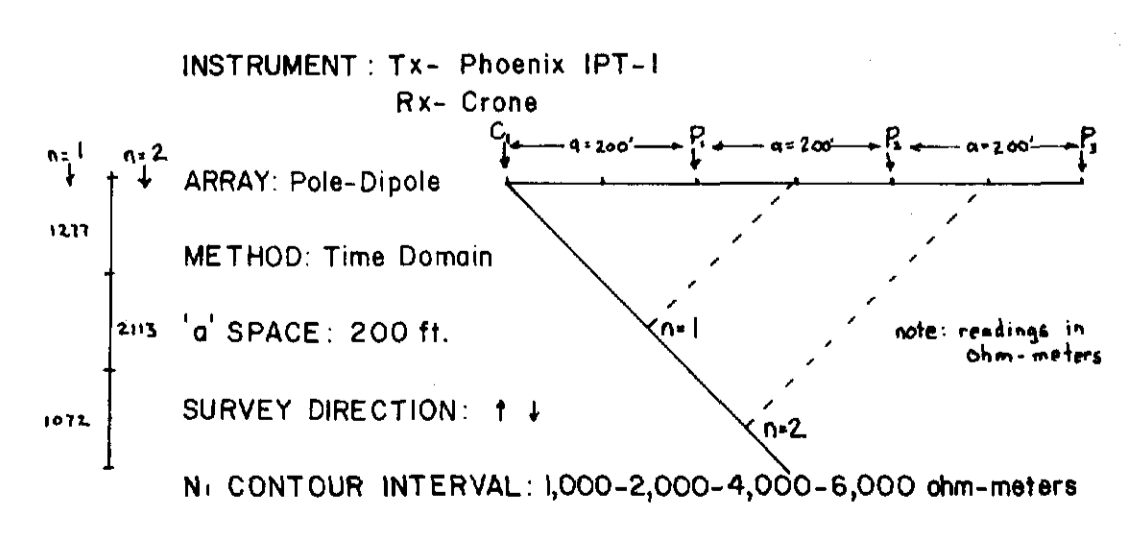 INSTRUMENT: Tx- Phoenix IPT-1
Rx- Crone
C₁ a=200' P₁ a=200' P₂ a=200' P₃
n=1 n=2
ARRAY: Pole-Dipole
1277
METHOD: Time Domain
2113
'a' SPACE: 200 ft.
n=1
note: readings in
ohm-meters
1072
SURVEY DIRECTION: ↑ ↓
n=2
N₁ CONTOUR INTERVAL: 1,000-2,000-4,000-6,000 ohm-meters